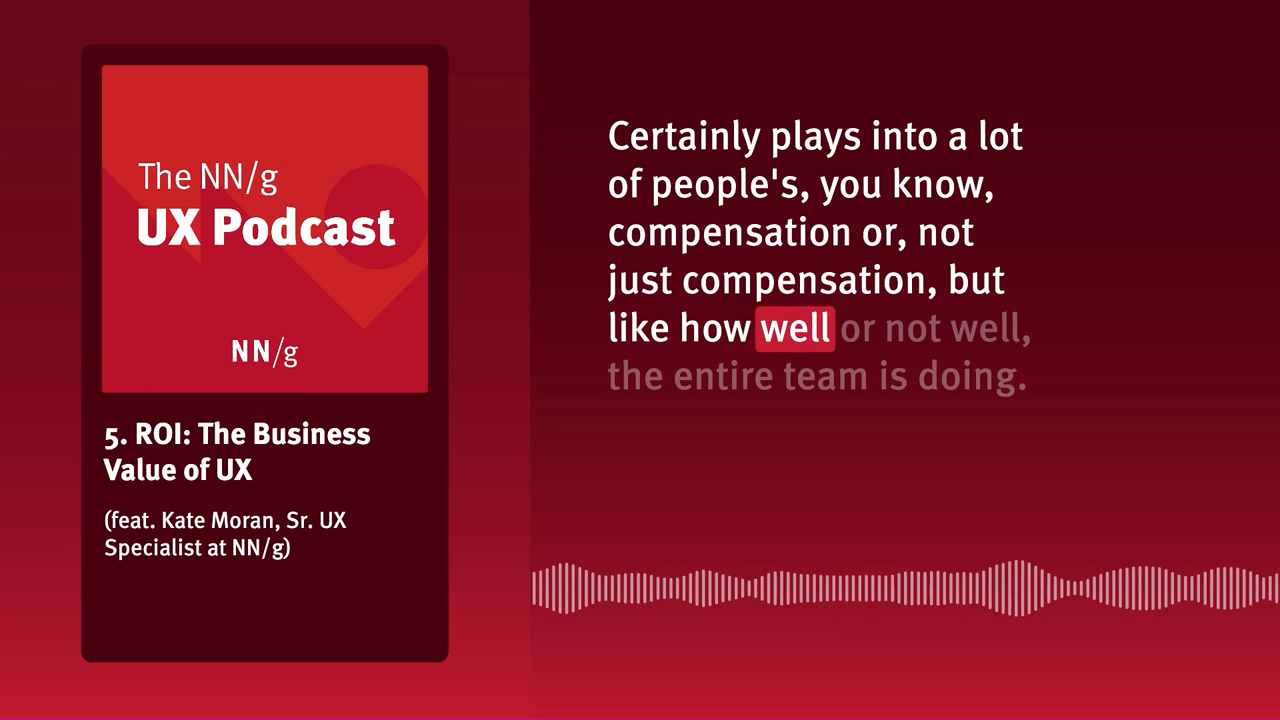 The NN/g
UX Podcast
NN/g
5. ROI: The Business
Value of UX
(feat. Kate Moran, Sr. UX
Specialist at NN/g)
Certainly plays into a lot
of people's, you know,
compensation or, not
just compensation, but
like how well or not well,
the entire team is doing.